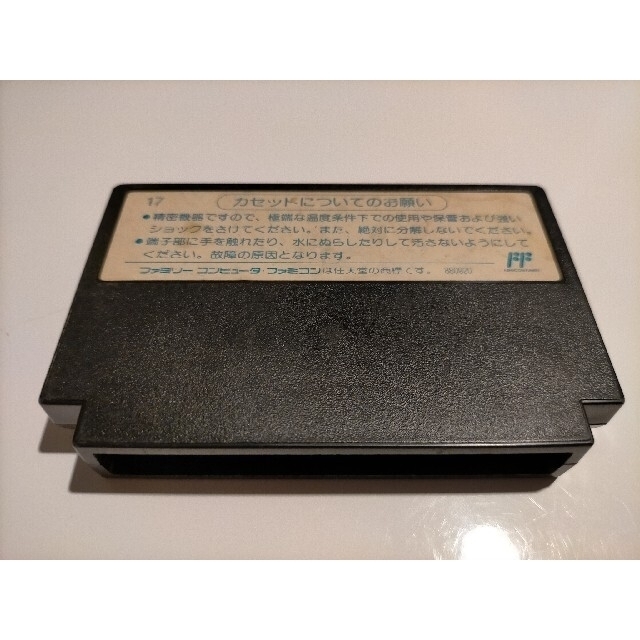 17
カセットについてのお願い
●精密機器ですので、極端な温度条件下での使用や保管および強い
ショックをさけてください。また、絶対に分解しないでください。
●端子部に手を触れたり、水にぬらしたりして汚さないようにして
ください。故障の原因となります。
ファミリー コンピュータ・ファミコンは任天堂の商標です。
FF